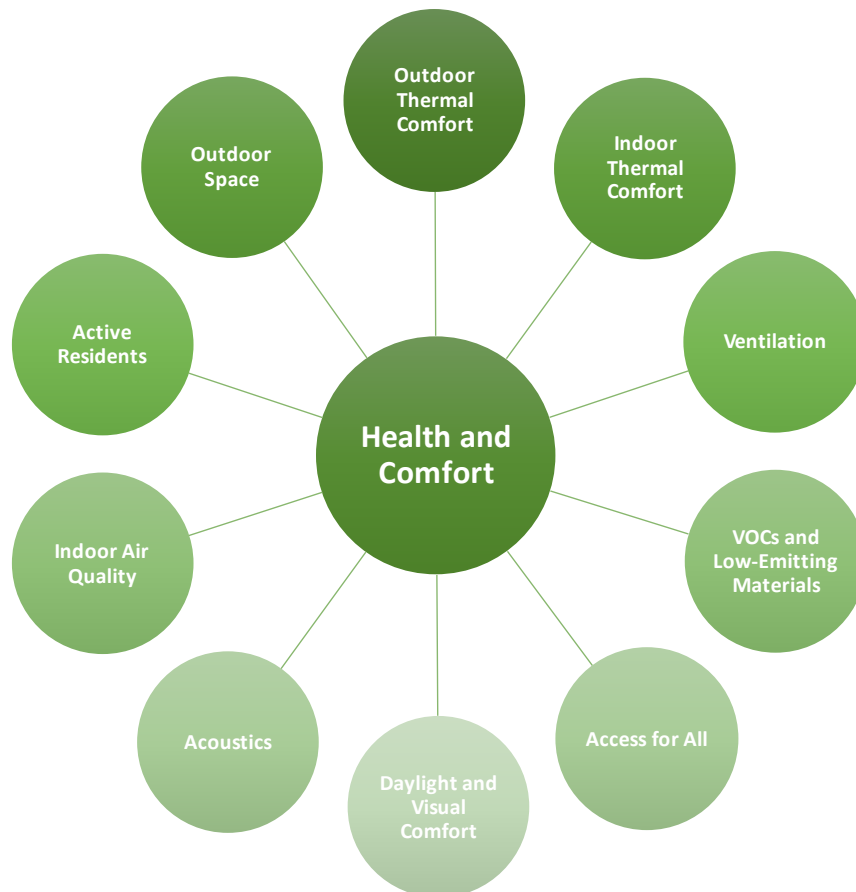 Outdoor
Thermal
Comfort
Indoor
Thermal
Comfort
Ventilation
VOCs and
Low-Emitting
Materials
Access for All
Daylight and
Visual
Comfort
Acoustics
Indoor Air
Quality
Active
Residents
Outdoor
Space
Health and
Comfort